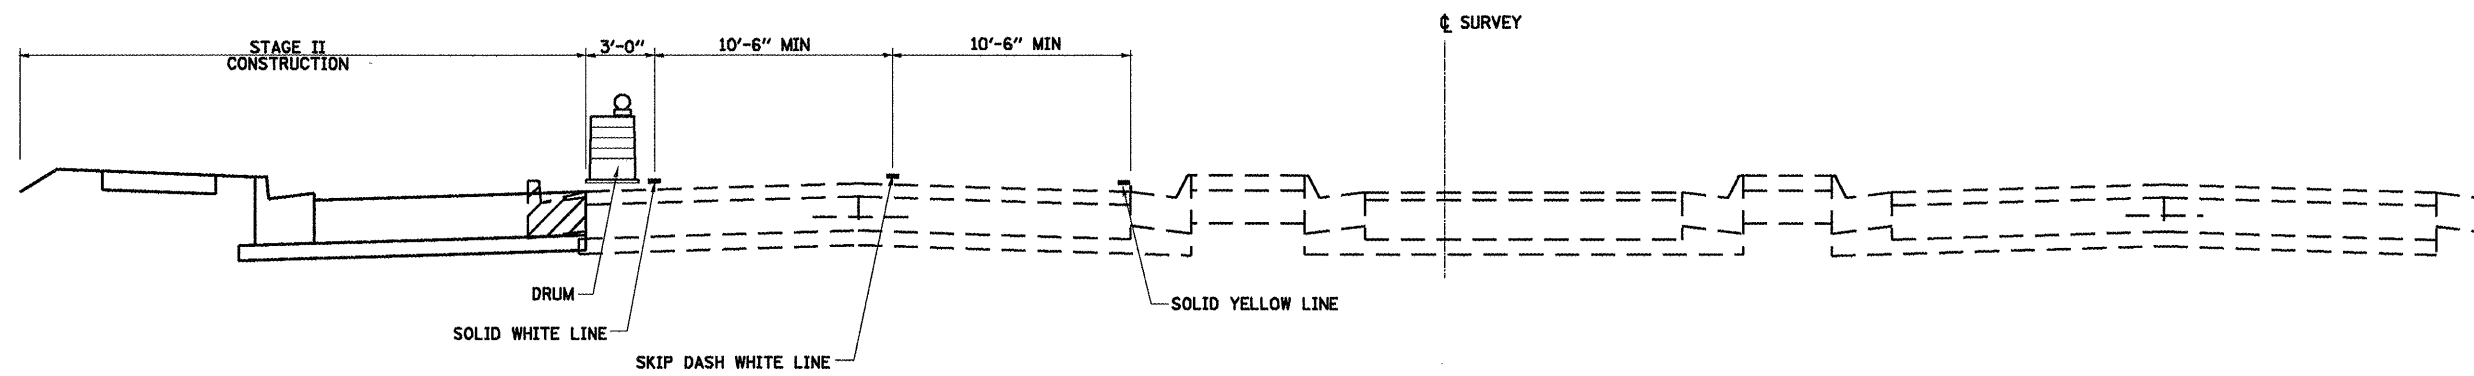 ℄ SURVEY
STAGE II
CONSTRUCTION
3'-0"
10'-6" MIN
10'-6" MIN
DRUM
SOLID WHITE LINE
SKIP DASH WHITE LINE
SOLID YELLOW LINE